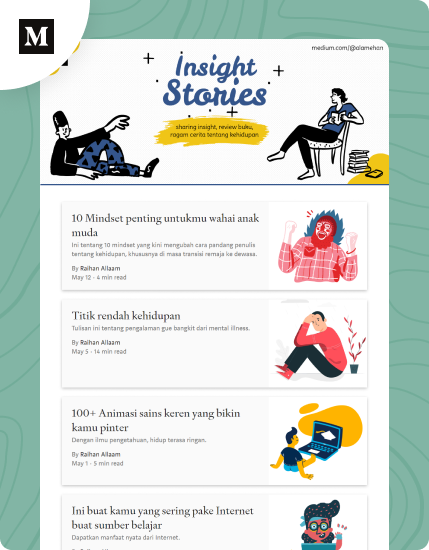 M
medium.com/@alamehcn
Insight
Stories
sharing insight, review buku,
ragam cerita tentang kehidupan
10 Mindset penting untukmu wahai anak
muda
Ini tentang 10 mindset yang kini mengubah cara pandang penulis
tentang kehidupan, khususnya di masa transisi remaja ke dewasa.
By Raihan Allaam
May 12 · 4 min read
Titik rendah kehidupan
Tulisan ini tentang pengalaman gue bangkit dari mental illness.
By Raihan Allaam
May 5 · 14 min read
100+ Animasi sains keren yang bikin
kamu pinter
Dengan ilmu pengetahuan, hidup terasa ringan.
By Raihan Allaam
May 1 · 5 min read
Ini buat kamu yang sering pake Internet
buat sumber belajar
Dapatkan manfaat nyata dari Internet.